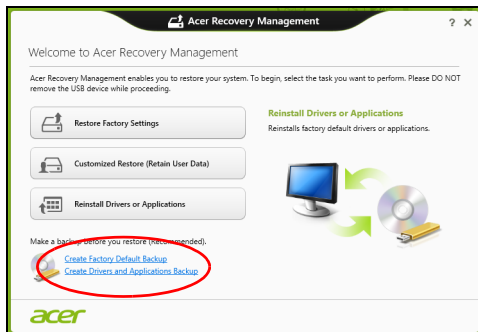 Acer Recovery Management
? X
Welcome to Acer Recovery Management
Acer Recovery Management enables you to restore your system. To begin, select the task you want to perform. Please DO NOT
remove the USB device while proceeding.
Restore Factory Settings
Customized Restore (Retain User Data)
Reinstall Drivers or Applications
Reinstall Drivers or Applications
Reinstalls factory default drivers or applications.
Make a backup before you restore (Recommended).
Create Factory Default Backup
Create Drivers and Applications Backup
acer